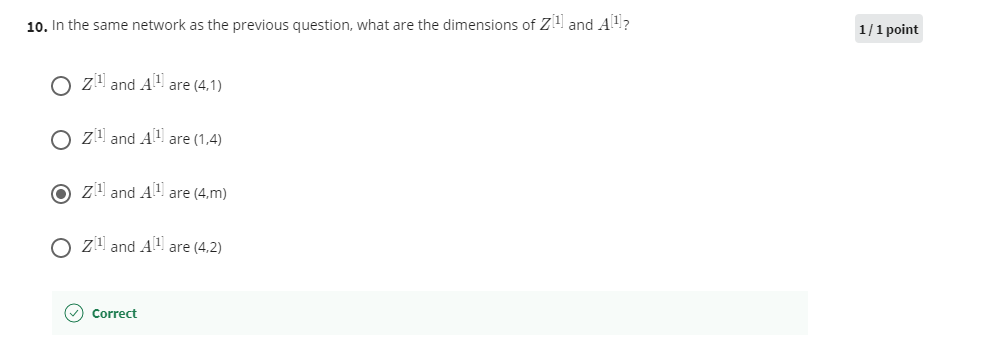 10. In the same network as the previous question, what are the dimensions of Z[1] and A[1]?
1 / 1 point
Z[1] and A[1] are (4,1)
Z[1] and A[1] are (1,4)
Z[1] and A[1] are (4,m)
Z[1] and A[1] are (4,2)
Correct